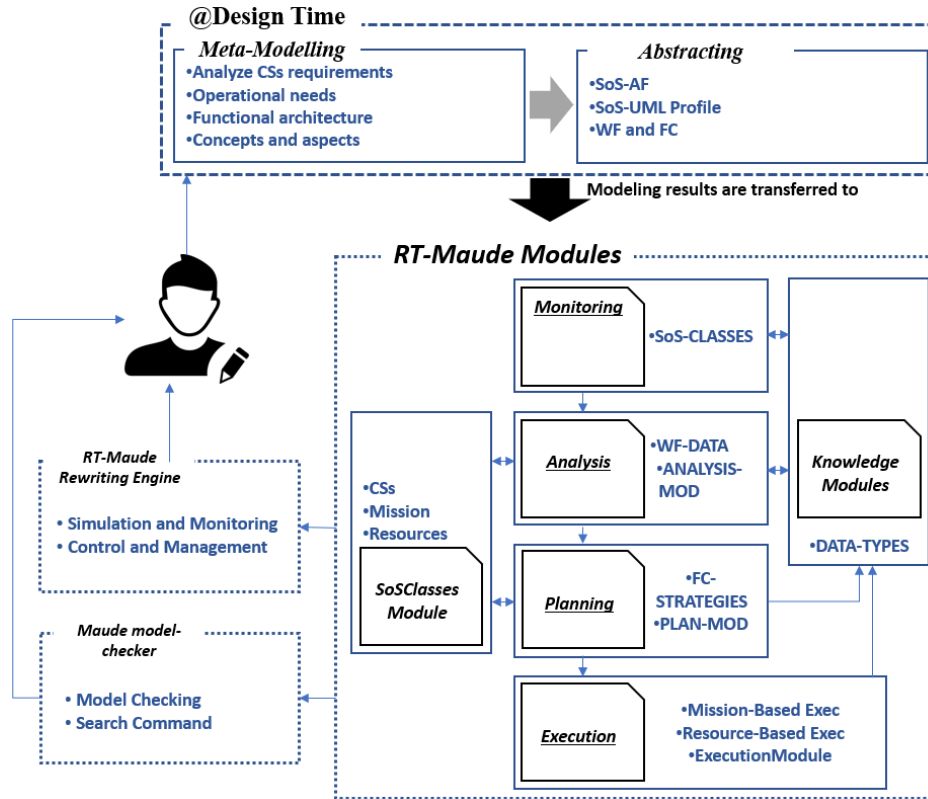 @Design Time
Meta-Modelling
•Analyze CSs requirements
•Operational needs
•Functional architecture
•Concepts and aspects
Abstracting
•SoS-AF
•SoS-UML Profile
•WF and FC
Modeling results are transferred to
RT-Maude Modules
Monitoring
•SoS-CLASSES
Analysis
•WF-DATA
•ANALYSIS-
MOD
Knowledge
Modules
•DATA-TYPES
•CSs
•Mission
•Resources
SoSClasses
Module
Planning
•FC-
STRATEGIES
•PLAN-MOD
Execution
•Mission-Based Exec
•Resource-Based Exec
•ExecutionModule
RT-Maude
Rewriting Engine
• Simulation and Monitoring
• Control and Management
Maude model-
checker
• Model Checking
• Search Command